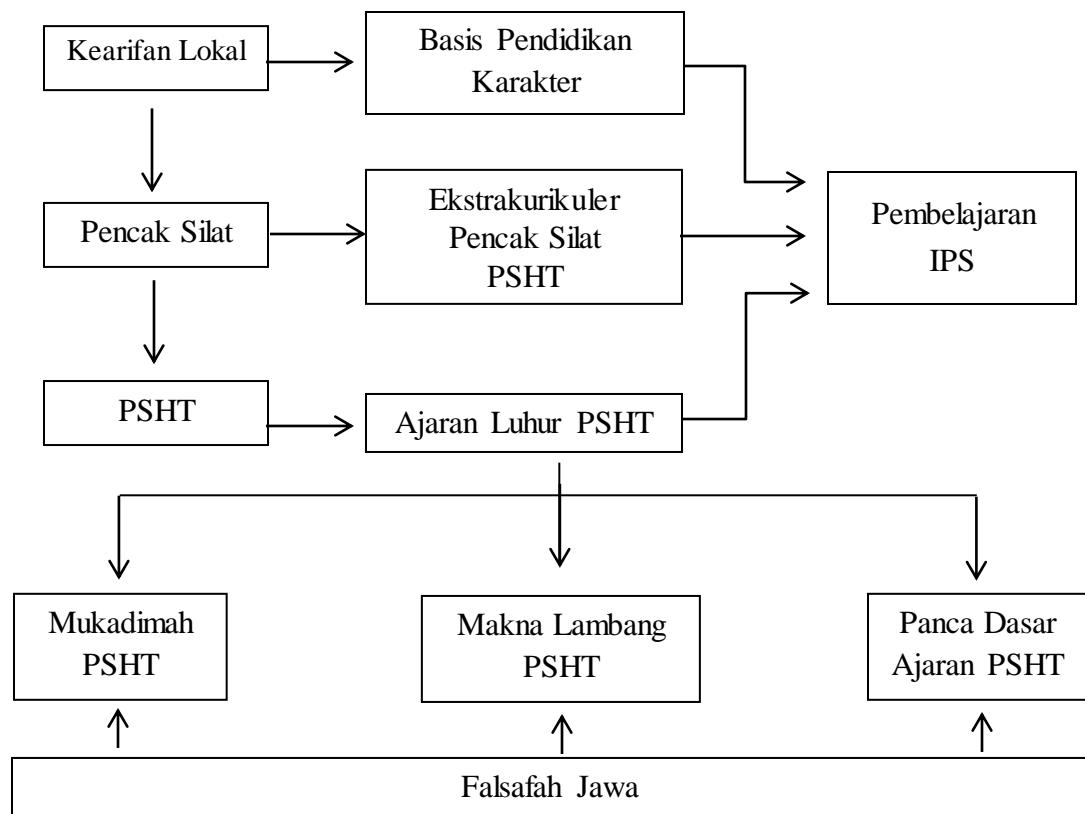 Kearifan Lokal
Basis Pendidikan
Karakter
Pencak Silat
Ekstrakurikuler
Pencak Silat
PSHT
Pembelajaran
IPS
PSHT
Ajaran Luhur PSHT
Mukadimah
PSHT
Makna Lambang
PSHT
Panca Dasar
Ajaran PSHT
Falsafah Jawa